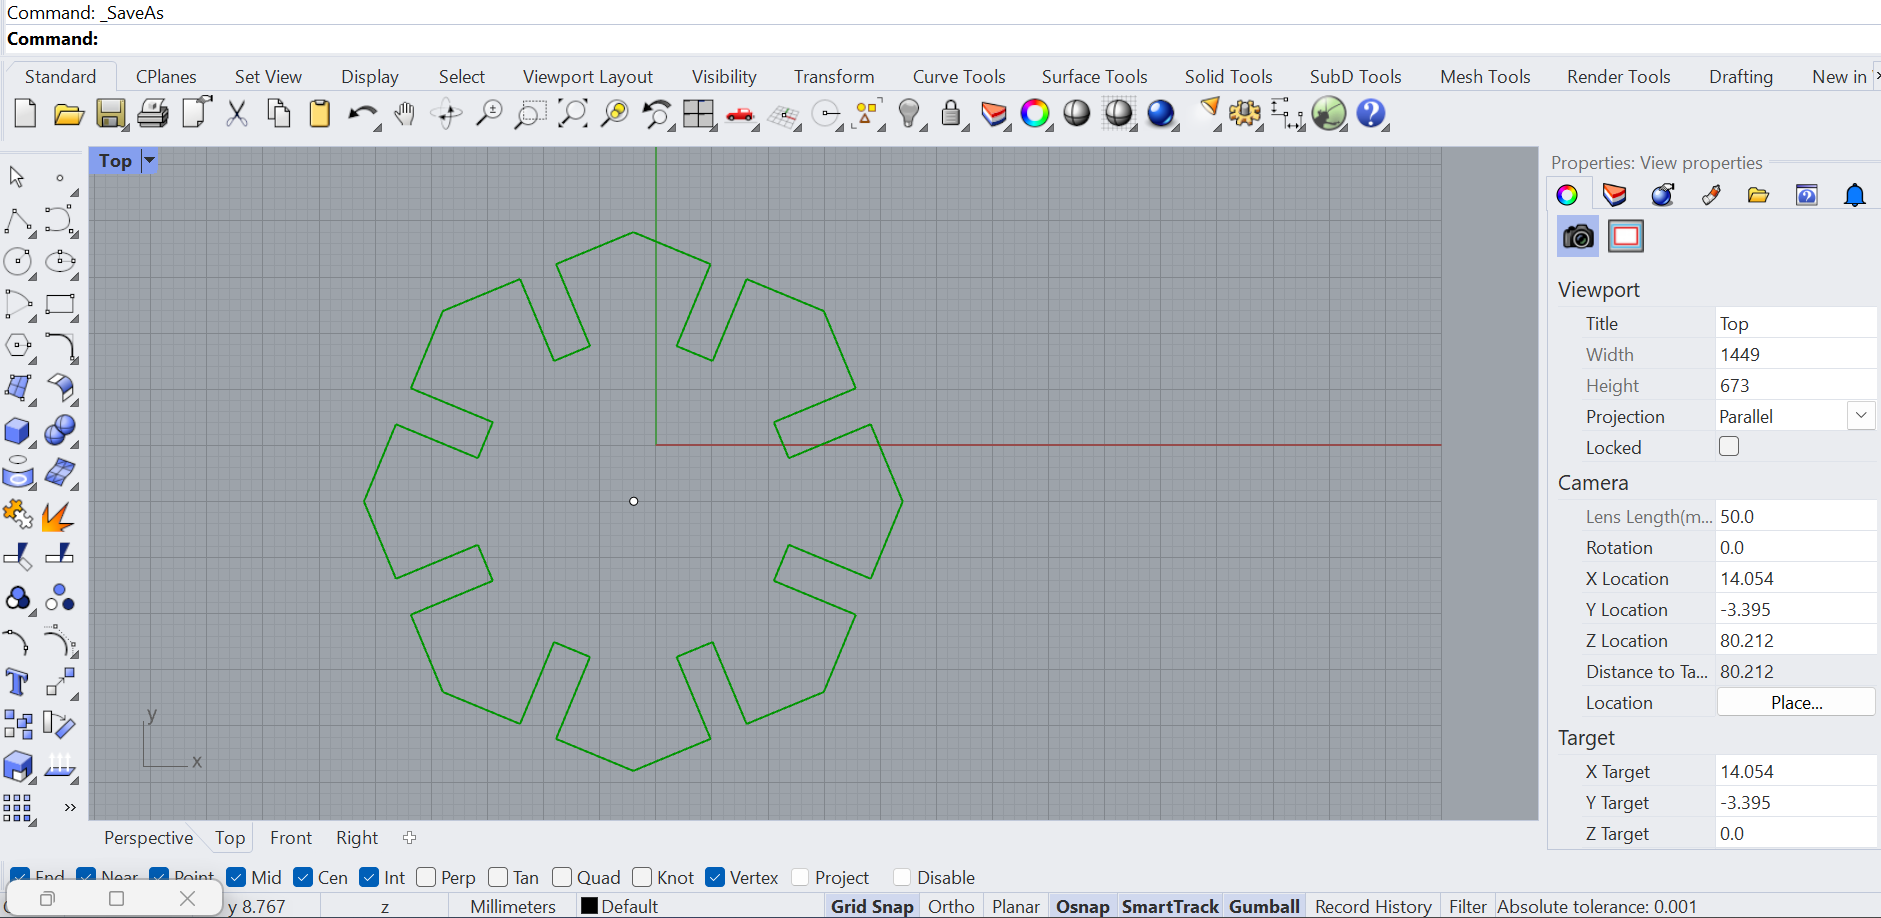 Command: _SaveAs
Command:
Standard CPlanes Set View Display Select Viewport Layout Visibility Transform Curve Tools Surface Tools Solid Tools SubD Tools Mesh Tools Render Tools Drafting New in
Top
Properties: View properties
Viewport
Title Top
Width 1449
Height 673
Projection Parallel
Locked
Camera
Lens Length(m... 50.0
Rotation 0.0
X Location 14.054
Y Location -3.395
Z Location 80.212
Distance to Ta... 80.212
Location Place...
Target
X Target 14.054
Y Target -3.395
Z Target 0.0
y
x
Perspective Top Front Right
End Near Point Mid Cen Int Perp Tan Quad Knot Vertex Project Disable
y 8.767 z Millimeters Default Grid Snap Ortho Planar Osnap SmartTrack Gumball Record History Filter Absolute tolerance: 0.001